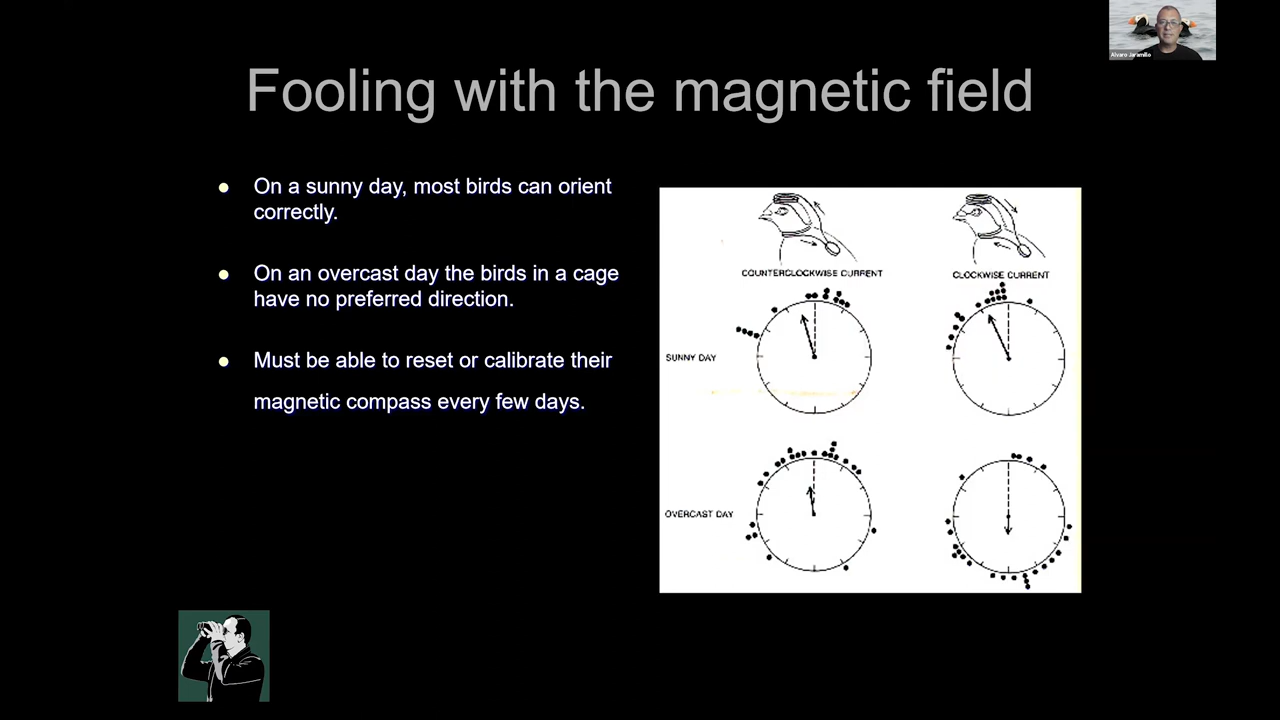 Alvaro Jaramillo
Fooling with the magnetic field
On a sunny day, most birds can orient
correctly.
On an overcast day the birds in a cage
have no preferred direction.
Must be able to reset or calibrate their
magnetic compass every few days.
COUNTERCLOCKWISE CURRENT
CLOCKWISE CURRENT
SUNNY DAY
OVERCAST DAY